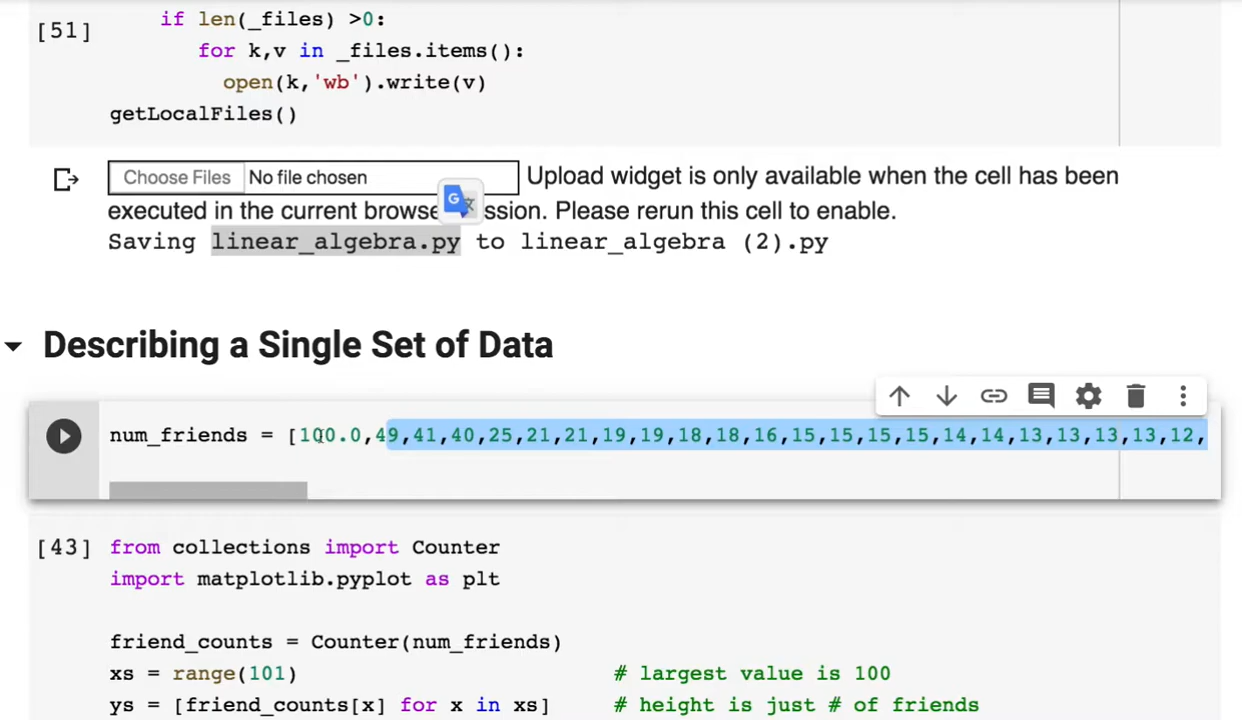 [51]
if len(_files) >0:
for k,v in _files.items():
open(k,'wb').write(v)
getLocalFiles()
Choose Files No file chosen Upload widget is only available when the cell has been
executed in the current browse ssion. Please rerun this cell to enable.
Saving linear_algebra.py to linear_algebra (2).py
Describing a Single Set of Data
num_friends = [100.0,49,41,40,25,21,21,19,19,18,18,16,15,15,15,15,14,14,13,13,13,13,12,
[43] from collections import Counter
import matplotlib.pyplot as plt
friend_counts = Counter(num_friends)
xs = range(101) # largest value is 100
ys = [friend_counts[x] for x in xs] # height is just # of friends